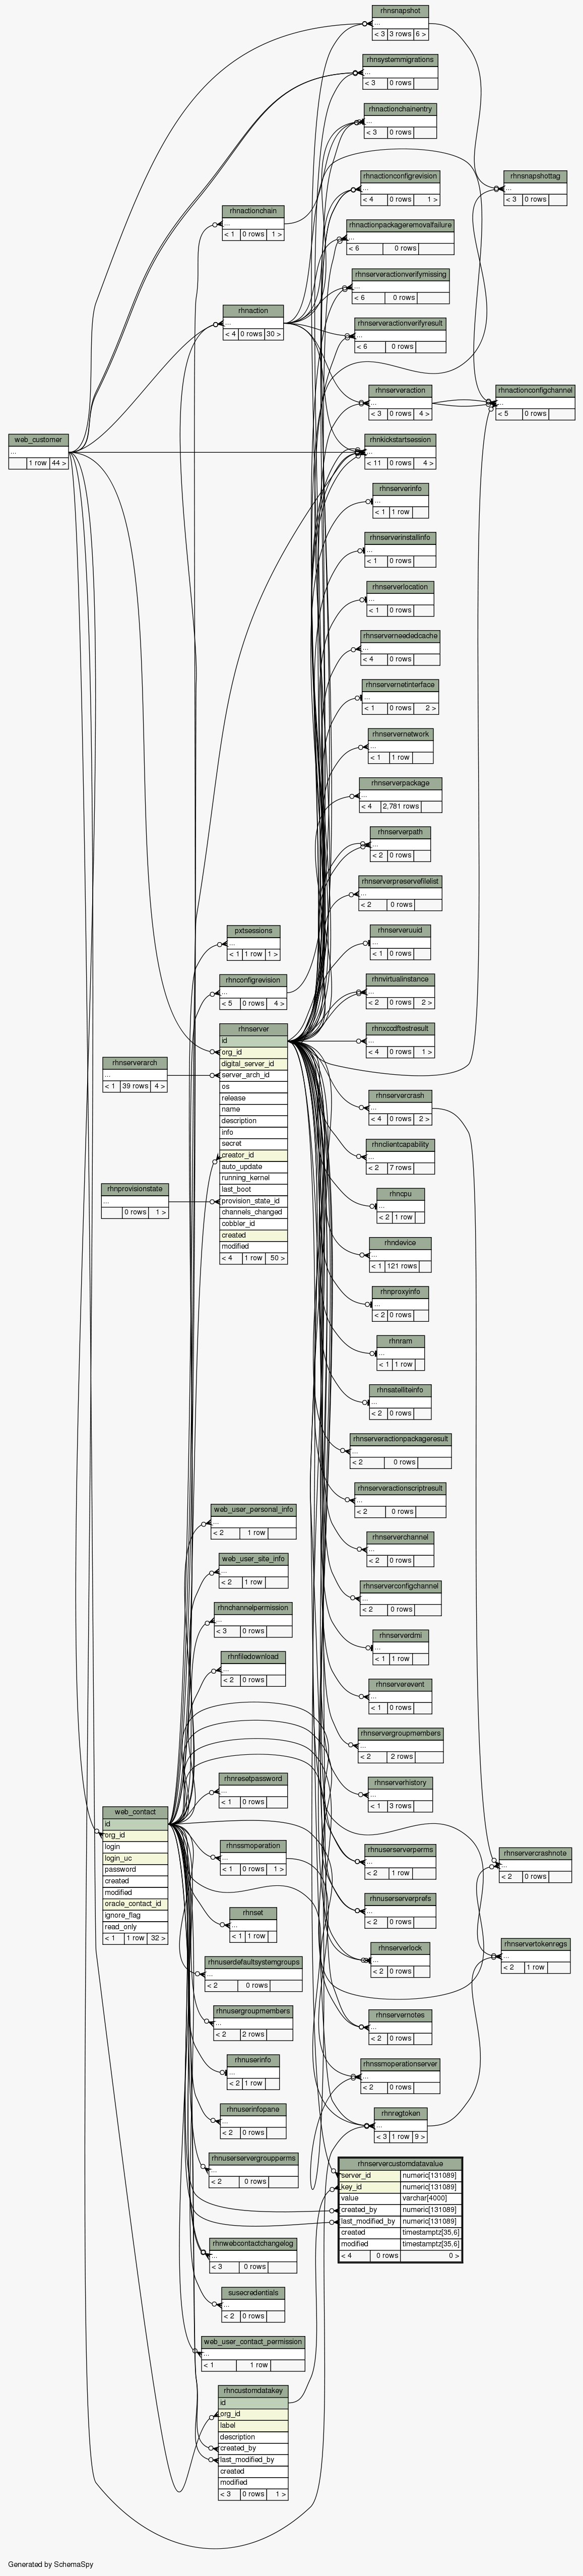 rhnsnapshot
...
< 3 3 rows 6 >
rhnsystemmigrations
...
< 3 0 rows
rhnactionchainentry
...
< 3 0 rows
rhnactionconfigrevision
...
< 4 0 rows 1 >
rhnsnapshottag
...
< 3 0 rows
rhnactionchain
...
< 1 0 rows 1 >
rhnactionpackageremovalfailure
...
< 6 0 rows
rhnserveractionverifymissing
...
< 6 0 rows
rhnaction
...
< 4 0 rows 30 >
rhnserveractionverifyresult
...
< 6 0 rows
rhnserveraction
...
< 3 0 rows 4 >
rhnactionconfigchannel
...
< 5 0 rows
web_customer
...
1 row 44 >
rhnkickstartsession
...
< 11 0 rows 4 >
rhnserverinfo
...
< 1 1 row
rhnserverinstallinfo
...
< 1 0 rows
rhnserverlocation
...
< 1 0 rows
rhnserverneededcache
...
< 4 0 rows
rhnservernetinterface
...
< 1 0 rows 2 >
rhnservernetwork
...
< 1 1 row
rhnserverpackage
...
< 4 2,781 rows
rhnserverpath
...
< 2 0 rows
rhnserverpreservefilelist
...
< 2 0 rows
pxtsessions
...
< 1 1 row 1 >
rhnserveruuid
...
< 1 0 rows
rhnconfigrevision
...
< 5 0 rows 4 >
rhnvirtualinstance
...
< 2 0 rows 2 >
rhnserver
id
org_id
digital_server_id
server_arch_id
os
release
name
description
info
secret
creator_id
auto_update
running_kernel
last_boot
provision_state_id
channels_changed
cobbler_id
created
modified
< 4 1 row 50 >
rhnxccdftestresult
...
< 4 0 rows 1 >
rhnserverarch
...
< 1 39 rows 4 >
rhnservercrash
...
< 4 0 rows 2 >
rhnclientcapability
...
< 2 7 rows
rhnprovisionstate
...
0 rows 1 >
rhncpu
...
< 2 1 row
rhndevice
...
< 1 121 rows
rhnproxyinfo
...
< 2 0 rows
rhnram
...
< 1 1 row
rhnsatelliteinfo
...
< 2 0 rows
rhnserveractionpackageresult
...
< 2 0 rows
rhnserveractionscriptresult
...
< 2 0 rows
web_user_personal_info
...
< 2 1 row
rhnserverchannel
...
< 2 0 rows
web_user_site_info
...
< 2 1 row
rhnserverconfigchannel
...
< 2 0 rows
rhnchannelpermission
...
< 3 0 rows
rhnserverdmi
...
< 1 1 row
rhnfiledownload
...
< 2 0 rows
rhnserverevent
...
< 1 0 rows
rhnservergroupmembers
...
< 2 2 rows
rhnresetpassword
...
< 1 0 rows
rhnserverhistory
...
< 1 3 rows
web_contact
id
org_id
login
login_uc
password
created
modified
oracle_contact_id
ignore_flag
read_only
< 1 1 row 32 >
rhnssmoperation
...
< 1 0 rows 1 >
rhnuserserverperms
...
< 2 1 row
rhnservercrashnote
...
< 2 0 rows
rhnuserserverprefs
...
< 2 0 rows
rhnset
...
< 1 1 row
rhnserverlock
...
< 2 0 rows
rhnservertokenregs
...
< 2 1 row
rhnuserdefaultsystemgroups
...
< 2 0 rows
rhnusergroupmembers
...
< 2 2 rows
rhnservernotes
...
< 2 0 rows
rhnuserinfo
...
< 2 1 row
rhnssmoperationserver
...
< 2 0 rows
rhnuserinfopane
...
< 2 0 rows
rhnregtoken
...
< 3 1 row 9 >
rhnuserservergroupperms
...
< 2 0 rows
rhnservercustomdatavalue
server_id numeric[131089]
key_id numeric[131089]
value varchar[4000]
created_by numeric[131089]
last_modified_by numeric[131089]
created timestamptz[35,6]
modified timestamptz[35,6]
< 4 0 rows 0 >
rhnwebcontactchangelog
...
< 3 0 rows
susecredentials
...
< 2 0 rows
web_user_contact_permission
...
< 1 1 row
rhncustomdatakey
id
org_id
label
description
created_by
last_modified_by
created
modified
< 3 0 rows 1 >
Generated by SchemaSpy